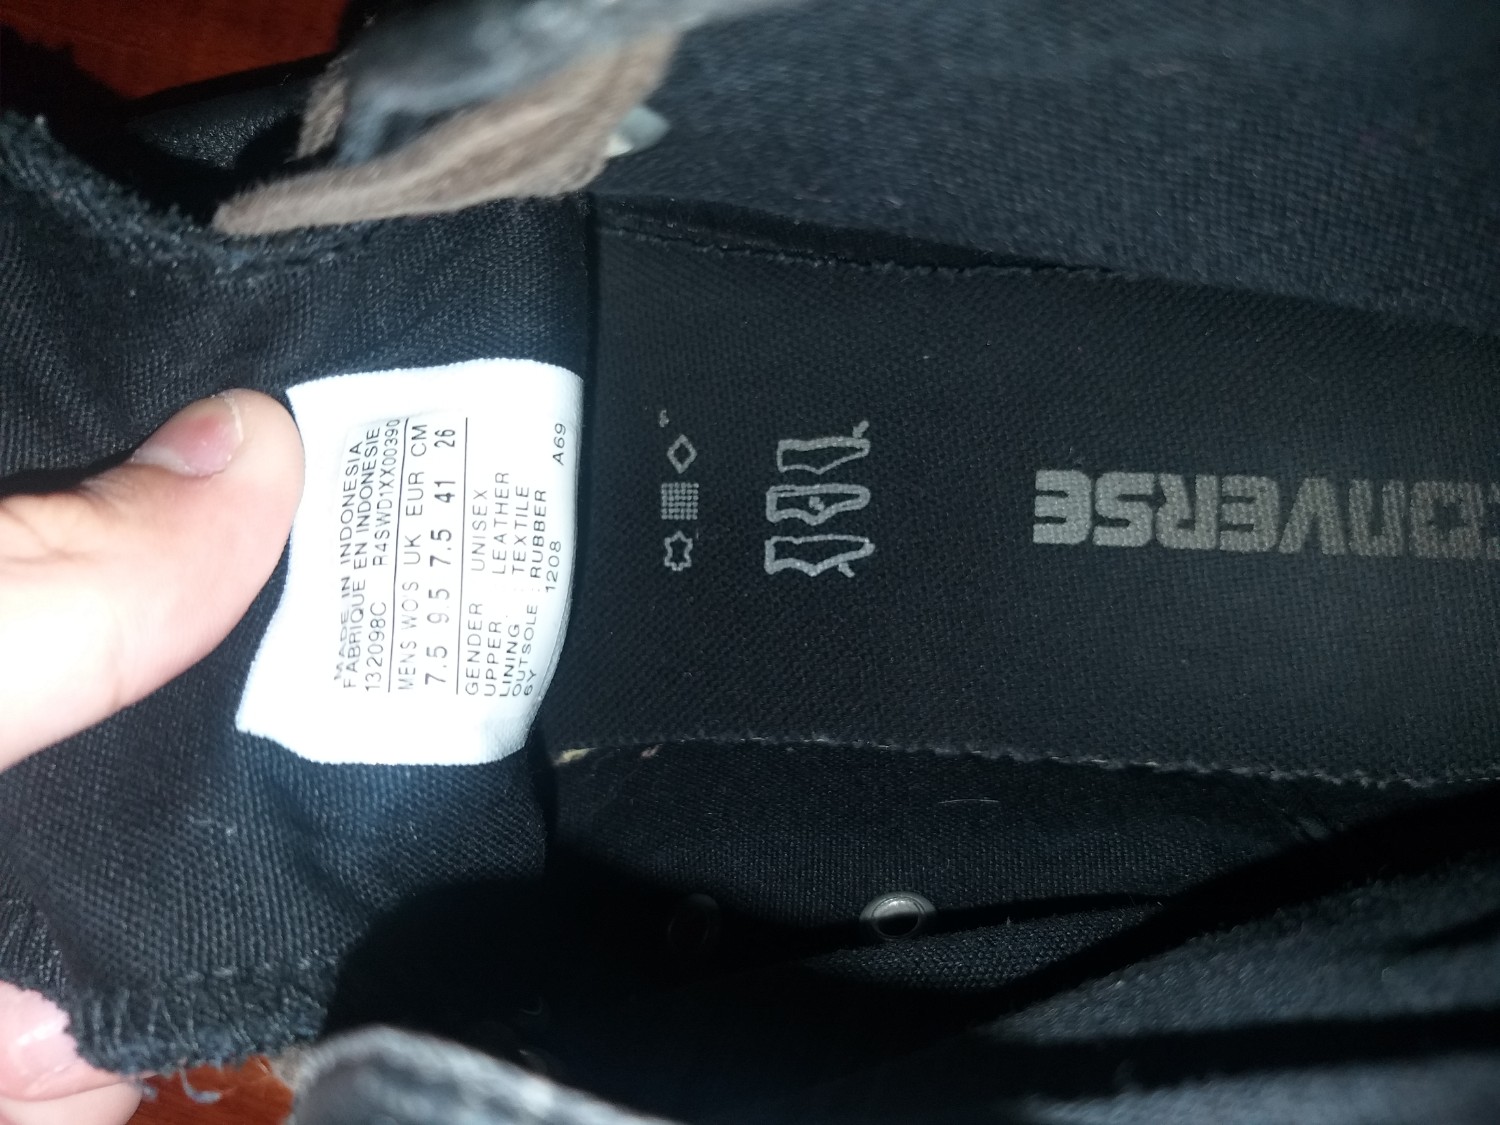 MADE IN INDONESIA
FABRIQUE EN INDONESIE
132098C R4SWD1XX00390
MENS WO'S UK EUR CM
7.5 9.5 7.5 41 26
GENDER UNISEX
UPPER LEATHER
LINING : TEXTILE
OUTSOLE : RUBBER
6Y 1208 A69
CONVERSE